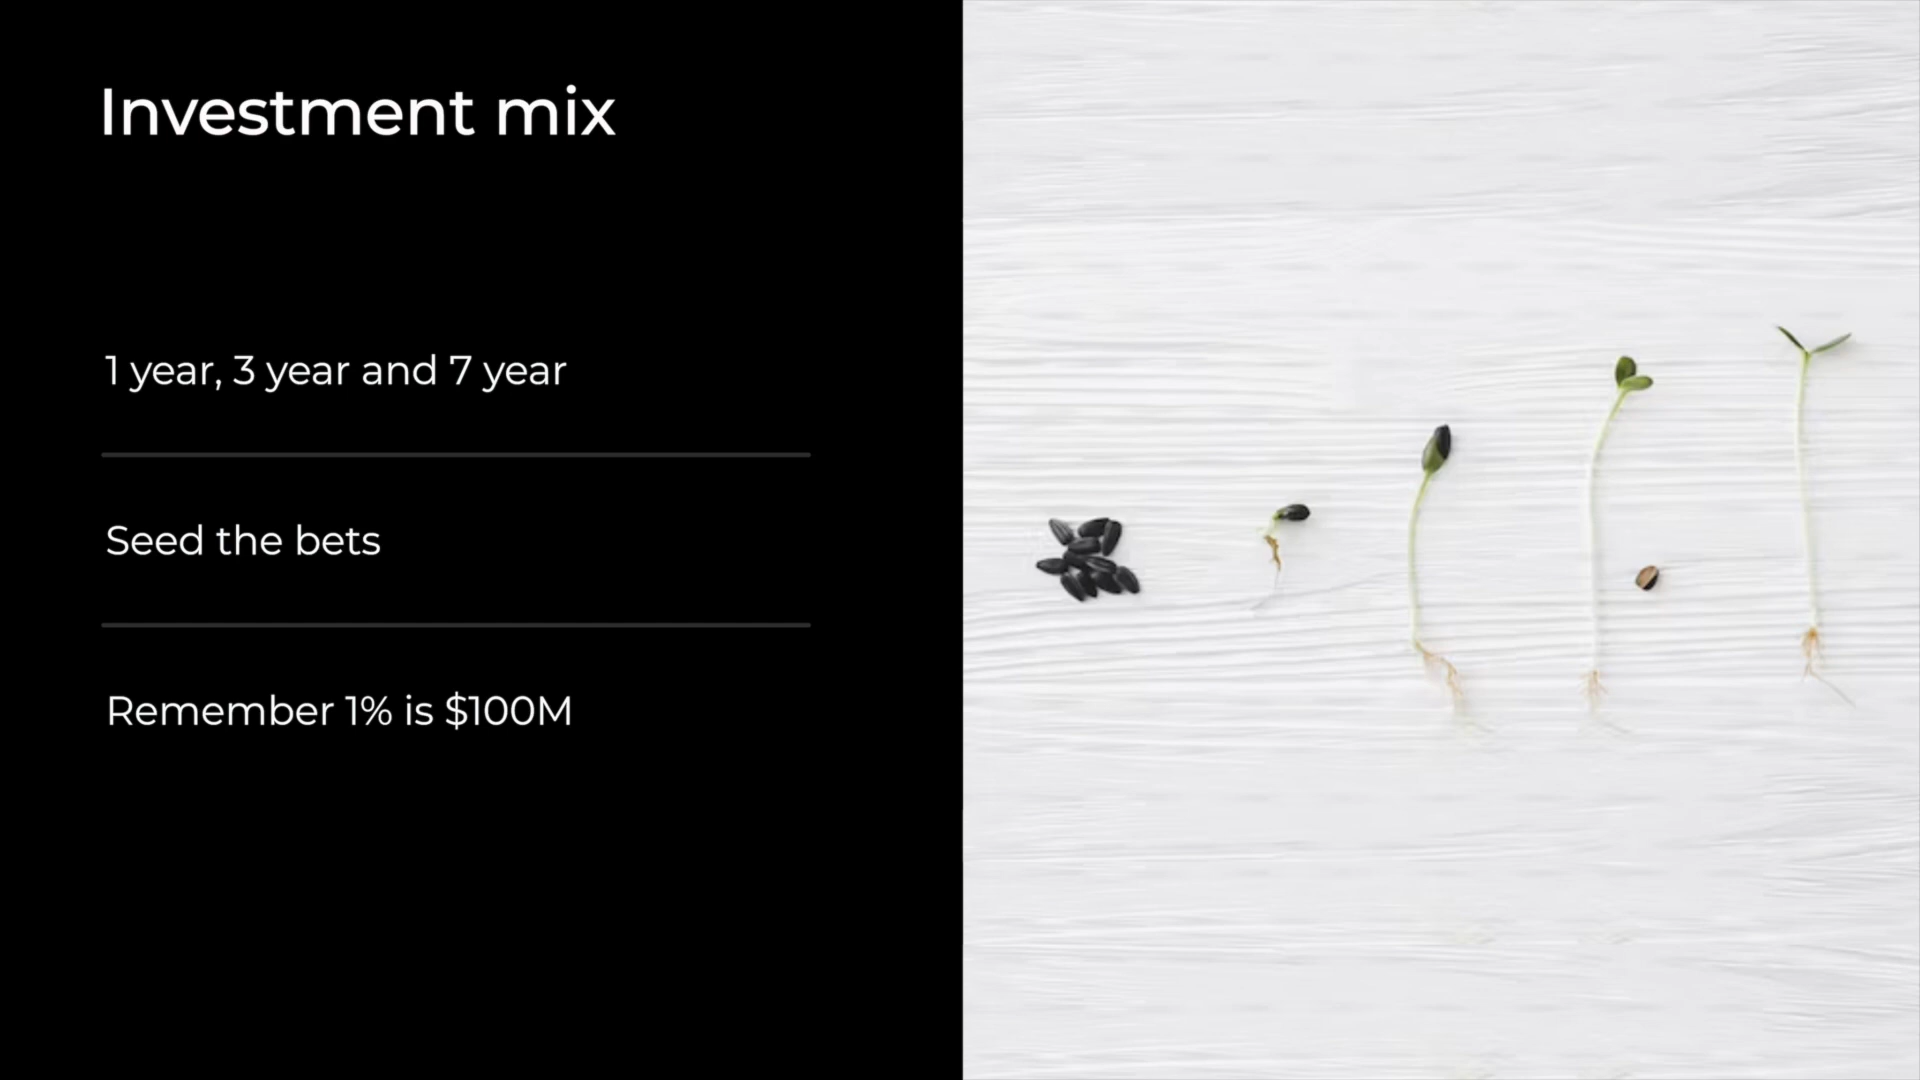 Investment mix
1 year, 3 year and 7 year
Seed the bets
Remember 1% is $100M